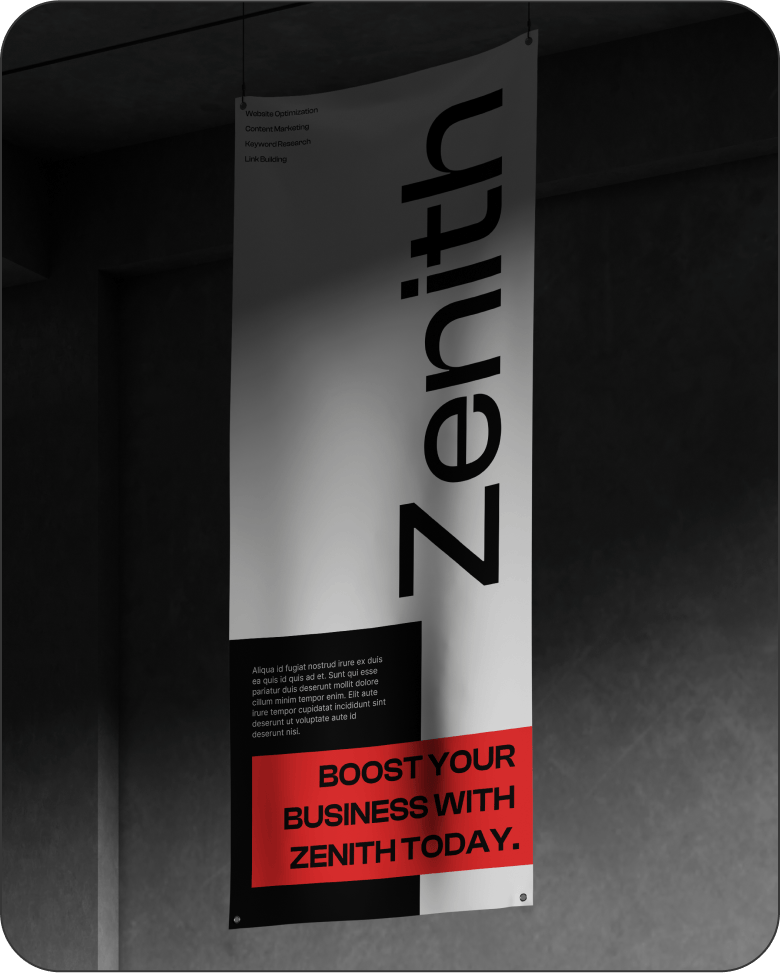 Website Optimization
Content Marketing
Keyword Research
Link Building
Zenith
Aliqua id fugiat nostrud irure ex duis
ea quis id quis ad et. Sunt qui esse
pariatur duis deserunt mollit dolore
cillum minim tempor enim. Elit aute
irure tempor cupidatat incididunt sint
deserunt ut voluptate aute id
deserunt nisi.
BOOST YOUR
BUSINESS WITH
ZENITH TODAY.